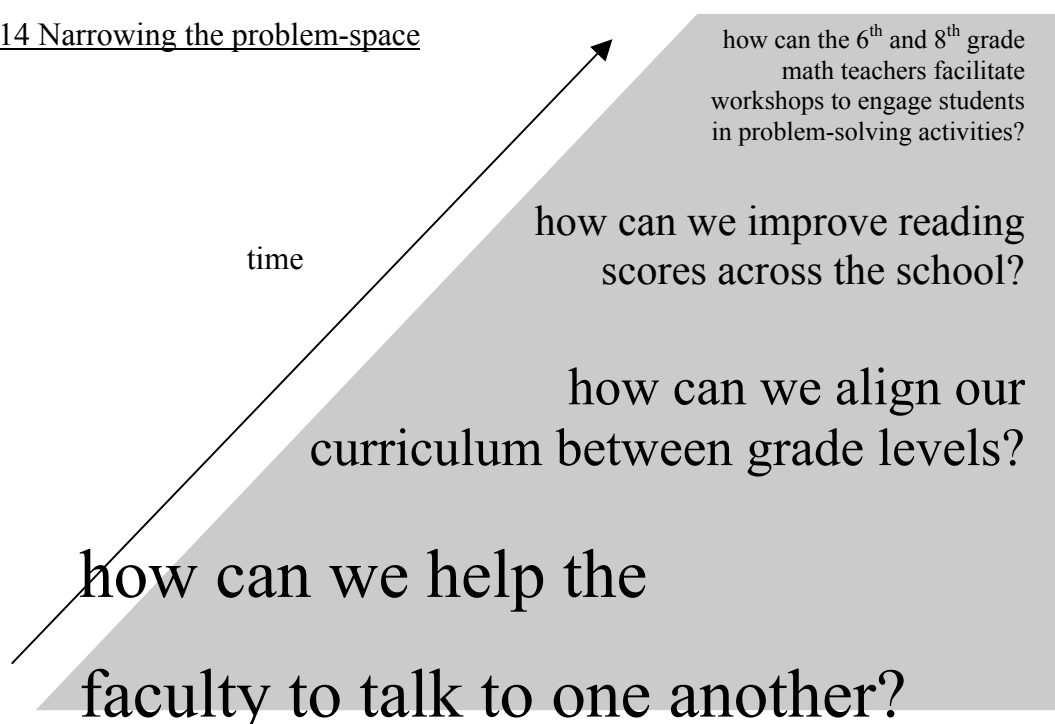 14 Narrowing the problem-space
how can the 6th and 8th grade
math teachers facilitate
workshops to engage students
in problem-solving activities?
how can we improve reading
scores across the school?
time
how can we align our
curriculum between grade levels?
how can we help the
faculty to talk to one another?